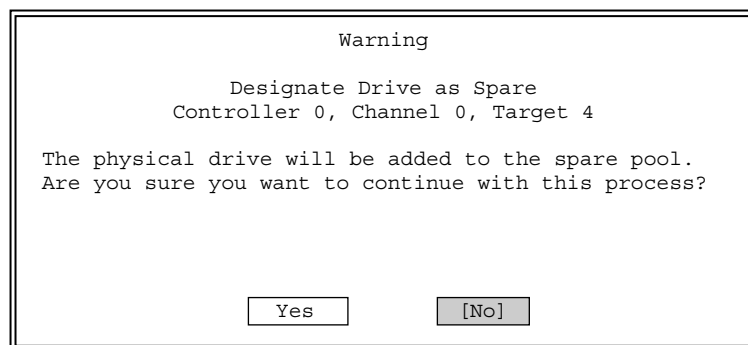 Warning
Designate Drive as Spare
Controller 0, Channel 0, Target 4
The physical drive will be added to the spare pool.
Are you sure you want to continue with this process?
Yes [No]